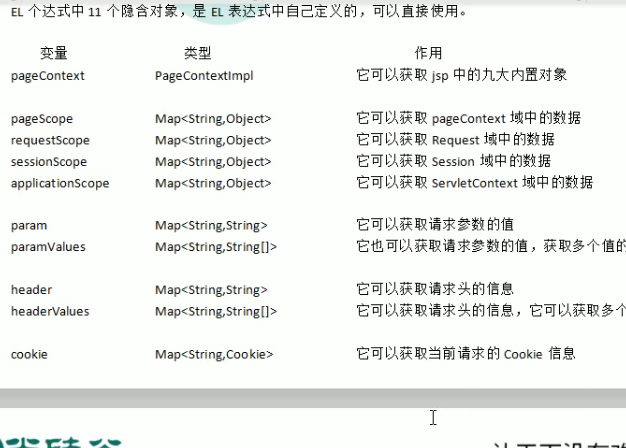 EL 个达式中 11 个隐含对象，是 EL 表达式中自己定义的，可以直接使用。
变量 类型 作用
pageContext PageContextImpl 它可以获取 jsp 中的九大内置对象
pageScope Map<String,Object> 它可以获取 pageContext 域中的数据
requestScope Map<String,Object> 它可以获取 Request 域中的数据
sessionScope Map<String,Object> 它可以获取 Session 域中的数据
applicationScope Map<String,Object> 它可以获取 ServletContext 域中的数据
param Map<String,String> 它可以获取请求参数的值
paramValues Map<String,String[]> 它也可以获取请求参数的值，获取多个值的
header Map<String,String> 它可以获取请求头的信息
headerValues Map<String,String[]> 它可以获取请求头的信息，它可以获取多个
cookie Map<String,Cookie> 它可以获取当前请求的 Cookie 信息